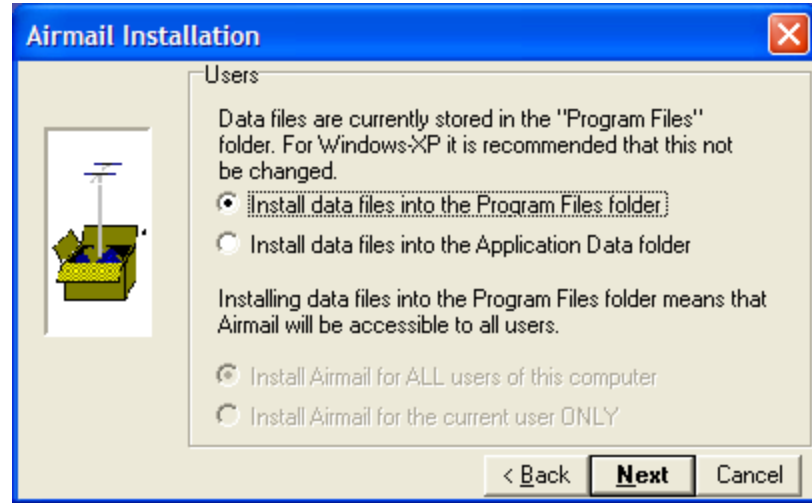 Airmail Installation
Users
Data files are currently stored in the "Program Files"
folder. For Windows-XP it is recommended that this not
be changed.
Install data files into the Program Files folder
Install data files into the Application Data folder
Installing data files into the Program Files folder means that
Airmail will be accessible to all users.
Install Airmail for ALL users of this computer
Install Airmail for the current user ONLY
< Back Next Cancel